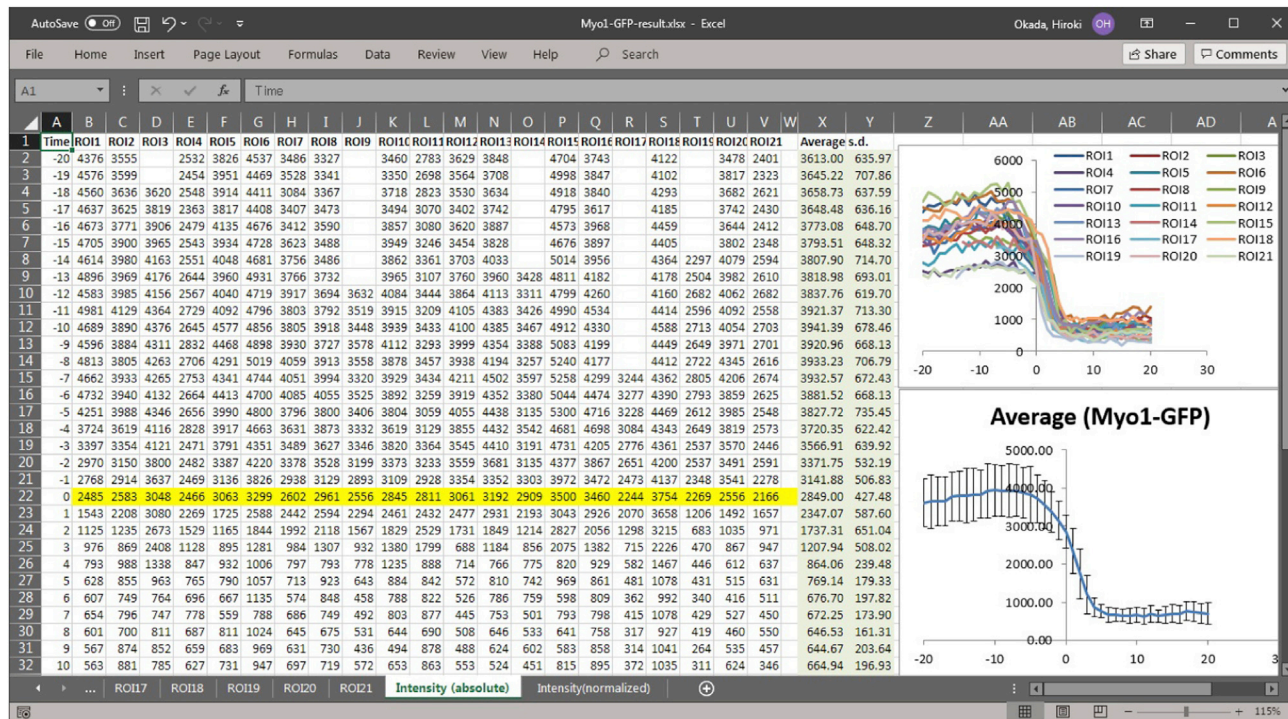 AutoSave Off Myo1-GFP-result.xlsx - Excel Okada, Hiroki OH
File Home Insert Page Layout Formulas Data Review View Help Search Share Comments
A1 fx Time
A B C D E F G H I J K L M N O P Q R S T U V W X Y Z AA AB AC AD A
1 Time ROI1 ROI2 ROI3 ROI4 ROI5 ROI6 ROI7 ROI8 ROI9 ROI10 ROI11 ROI12 ROI13 ROI14 ROI15 ROI16 ROI17 ROI18 ROI19 ROI20 ROI21 Average s.d.
2 -20 4376 3555 2532 3826 4537 3486 3327 3460 2783 3629 3848 4704 3743 4122 3478 2401 3613.00 635.97
3 -19 4576 3599 2454 3951 4469 3528 3341 3350 2698 3564 3708 4998 3847 4102 3817 2323 3645.22 707.86
4 -18 4560 3636 3620 2548 3914 4411 3084 3367 3718 2823 3530 3634 4918 3840 4293 3682 2621 3658.73 637.59
5 -17 4637 3625 3819 2363 3817 4408 3407 3473 3494 3070 3402 3742 4795 3617 4185 3742 2430 3648.48 636.16
6 -16 4673 3771 3906 2479 4135 4676 3412 3590 3857 3080 3620 3887 4573 3968 4459 3644 2412 3773.08 648.70
7 -15 4705 3900 3965 2543 3934 4728 3623 3488 3949 3246 3454 3828 4676 3897 4405 3802 2348 3793.51 648.32
8 -14 4614 3980 4163 2551 4048 3862 3361 3703 4033 5014 3956 4364 2297 4079 2594 3807.90 714.70
9 -13 4896 3969 4176 2644 3960 4931 3766 3965 3107 3760 3960 3428 4811 4182 4178 2504 3982 2610 3818.98 693.01
10 -12 4583 3985 4156 2567 4040 4719 3917 3694 3632 4084 3444 3864 4113 3311 4799 4260 4160 2682 4062 2682 3837.76 619.70
11 -11 4981 4129 4364 2729 4092 4796 3803 3792 3519 3915 3209 4105 4383 3426 4990 4534 4414 2596 4092 2558 3921.37 713.30
12 -10 4689 3890 4376 2645 4577 4856 3805 3918 3448 3989 3433 4100 4385 3467 4912 4330 4588 2713 4054 2703 3941.39 678.46
13 -9 4596 3884 4311 2832 4468 4898 3930 3727 3578 4112 3298 3999 4354 3388 5083 4199 4449 2649 3971 2701 3920.96 668.13
14 -8 4813 3805 4263 2706 4291 5019 4059 3913 3558 3878 3457 3938 4194 3257 5240 4177 4412 2722 4345 2616 3933.23 706.79
15 -7 4662 3933 4265 2753 4341 4744 4051 3994 3320 3929 3434 4211 4502 3597 5258 4299 3244 4362 2805 4206 2674 3932.57 672.43
16 -6 4732 3940 4132 2664 4413 4700 4085 4055 3525 3892 3259 3919 4352 3380 5044 4474 3277 4390 2793 3859 2625 3881.52 668.13
17 -5 4251 3988 4346 2656 3990 4800 3796 3800 3406 3804 3059 4055 4438 3135 5300 4716 3228 4469 2612 3985 2548 3827.72 735.45
18 -4 3724 3619 4116 2828 3917 4663 3631 3873 3332 3619 3129 3855 4432 3542 4681 4698 3084 4343 2649 3819 2573 3720.35 622.42
19 -3 3397 3354 4121 2471 3791 4351 3489 3627 3346 3820 3364 3545 4410 3191 4731 4205 2776 4361 2537 3570 2446 3566.91 639.92
20 -2 2970 3150 3800 2482 3387 4220 3378 3528 3199 3373 3233 3559 3681 3135 4377 3867 2651 4200 2537 3491 2591 3371.75 532.19
21 -1 2768 2914 3637 2469 3136 3826 2938 3129 2893 3109 2928 3354 3352 3303 3972 3472 2473 4137 2348 3541 2278 3141.88 506.83
22 0 2485 2583 3048 2466 3063 3299 2602 2961 2556 2845 2811 3061 3192 2909 3500 3460 2244 3754 2269 2556 2166 2849.00 427.48
23 1 1543 2208 3080 2269 1725 2588 2442 2594 2294 2461 2432 2477 2931 2193 3043 2926 2070 3658 1206 1492 1657 2347.07 587.60
24 2 1125 1235 2673 1529 1165 1844 1992 2118 1567 1829 2529 1731 1849 1214 2827 2056 1298 3215 683 1035 971 1737.31 651.04
25 3 976 869 2408 1128 895 1281 984 1307 932 1380 1799 688 1184 856 2075 1382 715 2226 470 867 947 1207.94 508.02
26 4 793 988 1338 847 932 1006 797 793 770 1235 888 714 766 775 820 929 582 1467 446 612 637 864.06 239.48
27 5 628 855 963 765 790 1057 713 923 643 884 842 572 810 742 969 861 481 1078 431 515 631 769.14 179.33
28 6 607 749 764 696 667 1135 574 848 458 788 822 526 786 759 598 809 362 992 340 416 511 676.70 197.82
29 7 654 796 747 778 559 788 686 749 492 803 877 445 753 501 793 798 415 1078 429 527 450 672.25 173.90
30 8 601 700 811 687 811 1024 645 675 531 644 690 508 646 533 641 758 317 927 419 460 550 646.53 161.31
31 9 567 874 852 659 683 969 631 730 436 494 878 488 624 602 583 858 314 1041 264 535 457 644.67 203.64
32 10 563 881 785 627 731 947 697 719 572 653 863 553 524 451 815 895 372 1035 311 624 346 664.94 196.93
6000
5000
4000
3000
2000
1000
0
-20 -10 0 10 20 30
ROI1 ROI2 ROI3
ROI4 ROI5 ROI6
ROI7 ROI8 ROI9
ROI10 ROI11 ROI12
ROI13 ROI14 ROI15
ROI16 ROI17 ROI18
ROI19 ROI20 ROI21
Average (Myo1-GFP)
5000.00
4000.00
3000.00
2000.00
1000.00
0.00
-20 -10 0 10 20 3
... ROI17 ROI18 ROI19 ROI20 ROI21 Intensity (absolute) Intensity(normalized)
115%